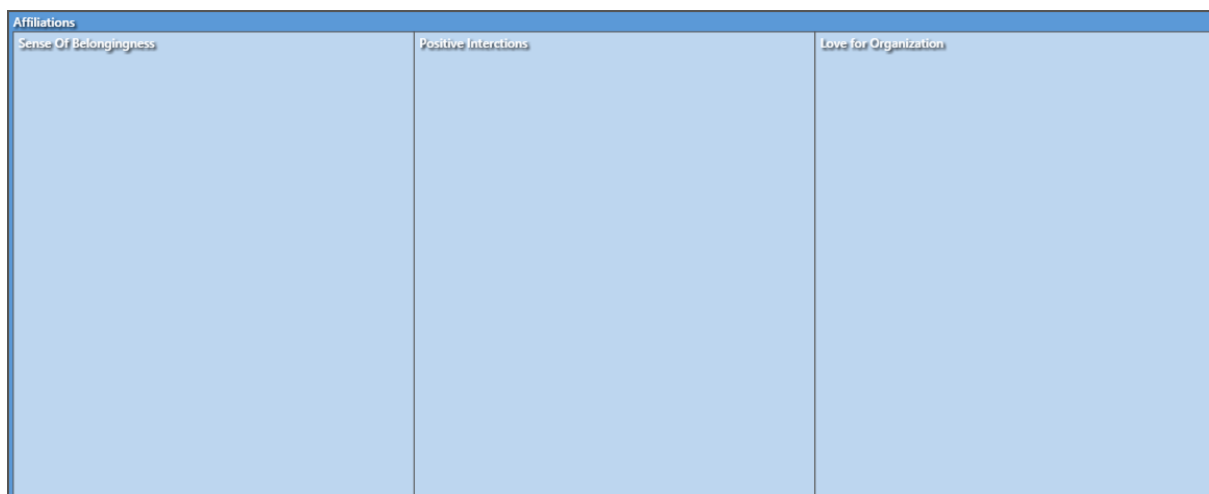 Affiliations
Sense Of Belongingness
Positive Interctions
Love for Organization